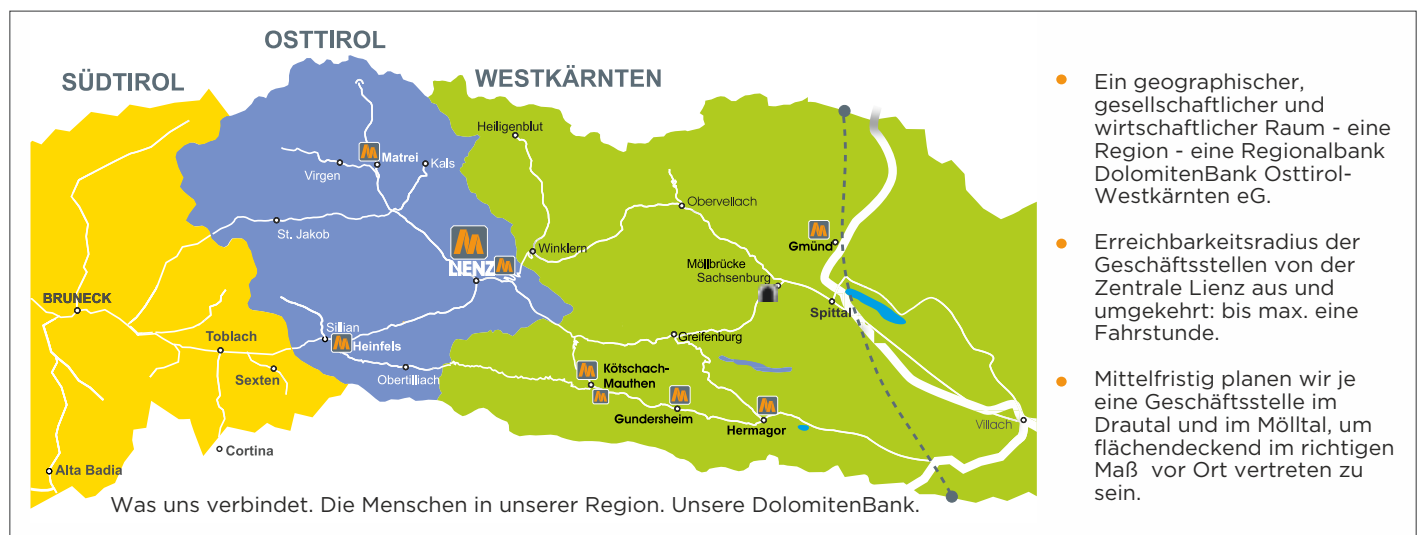 OSTTIROL
SÜDTIROL
WESTKÄRNTEN
Heiligenblut
Matrei
Kals
Virgen
Obervellach
St. Jakob
Winklern
Gmünd
LIENZ
Möllbrücke
Sachsenburg
BRUNECK
Spittal
Sillian
Toblach
Heinfels
Greifenburg
Sexten
Obertilliach
Kötschach-
Mauthen
Gundersheim
Hermagor
Villach
Cortina
Alta Badia
Was uns verbindet. Die Menschen in unserer Region. Unsere DolomitenBank.
• Ein geographischer,
gesellschaftlicher und
wirtschaftlicher Raum - eine
Region - eine Regionalbank
DolomitenBank Osttirol-
Westkärnten eG.
• Erreichbarkeitsradius der
Geschäftsstellen von der
Zentrale Lienz aus und
umgekehrt: bis max. eine
Fahrstunde.
• Mittelfristig planen wir je
eine Geschäftsstelle im
Drautal und im Mölltal, um
flächendeckend im richtigen
Maß vor Ort vertreten zu
sein.